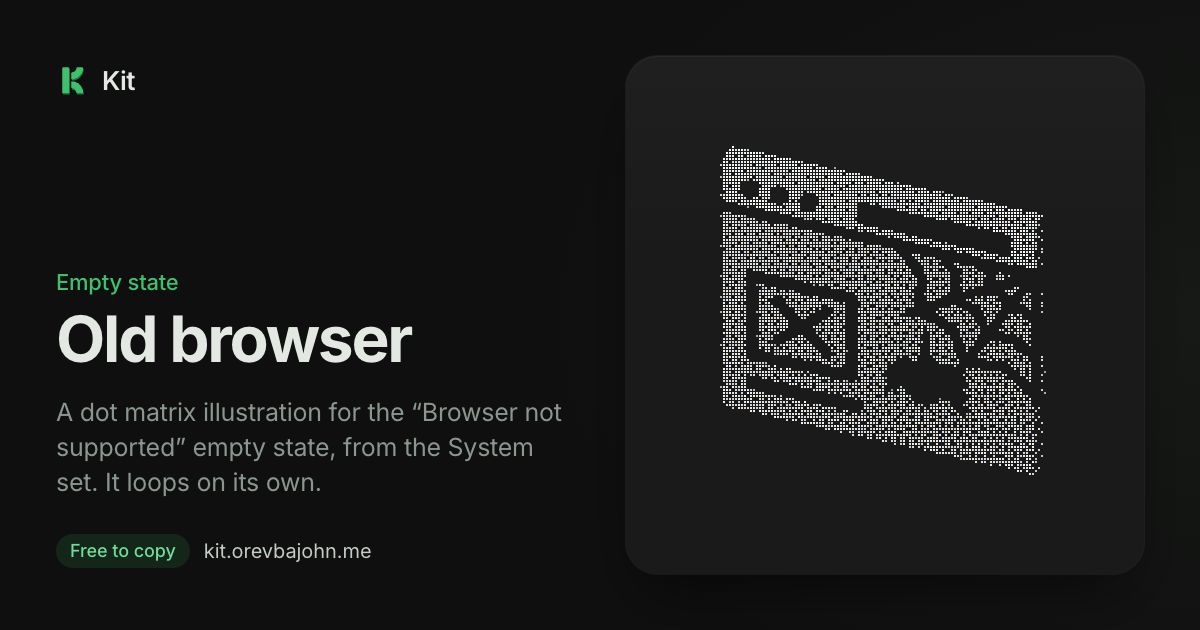 Kit
Empty state
Old browser
A dot matrix illustration for the “Browser not
supported” empty state, from the System
set. It loops on its own.
Free to copy
kit.orevbajohn.me